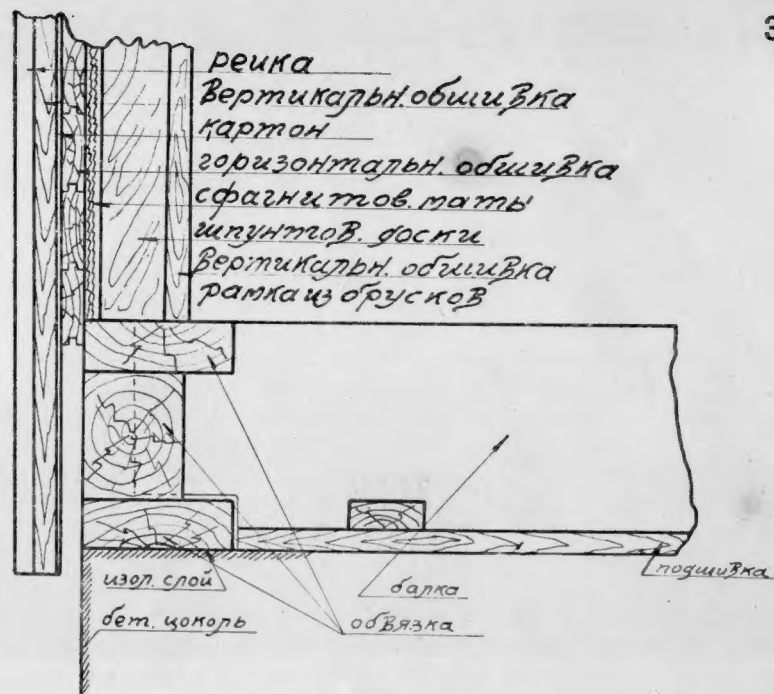 З
рейка
Вертикальн. обшивка
картон
горизонтальн. обшивка
сфагнитов. маты
шпунтов. доски
Вертикальн. обшивка
рамка из брусков
изол. слой
балка
подшивка
бет. цоколь
обвязка